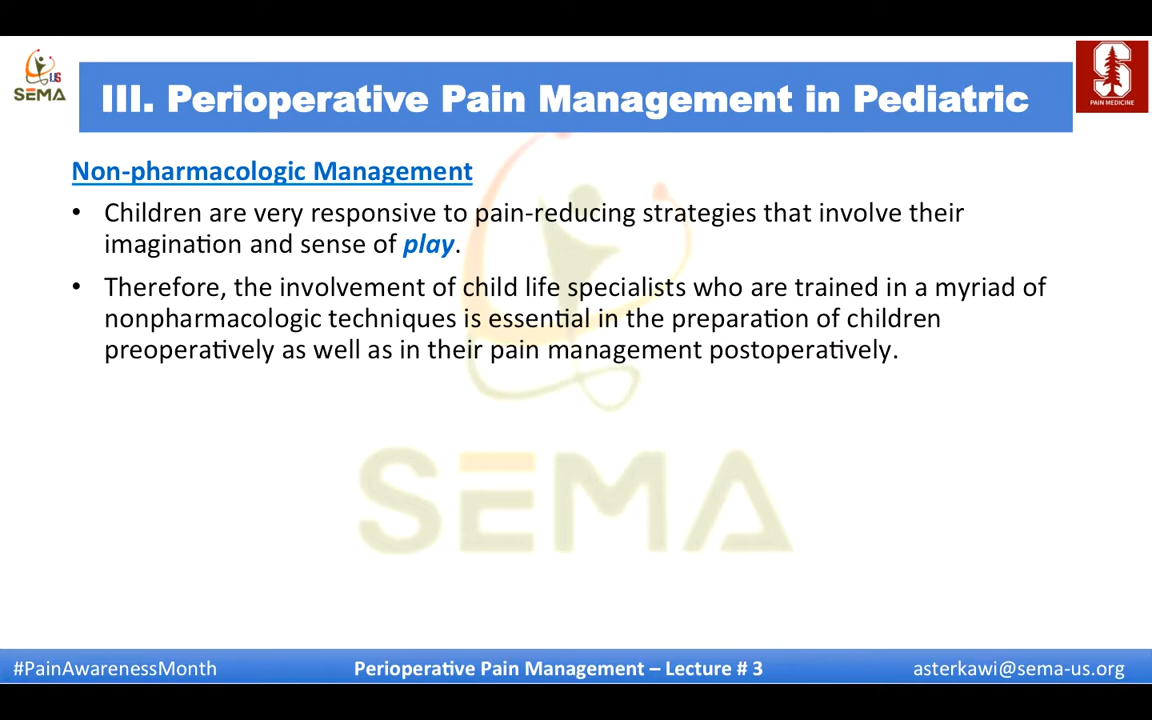 US
SEMA
III. Perioperative Pain Management in Pediatric
S
PAIN MEDICINE
Non-pharmacologic Management
• Children are very responsive to pain-reducing strategies that involve their
imagination and sense of play.
• Therefore, the involvement of child life specialists who are trained in a myriad of
nonpharmacologic techniques is essential in the preparation of children
preoperatively as well as in their pain management postoperatively.
SEMA
#PainAwarenessMonth
Perioperative Pain Management – Lecture # 3
asterkawi@sema-us.org